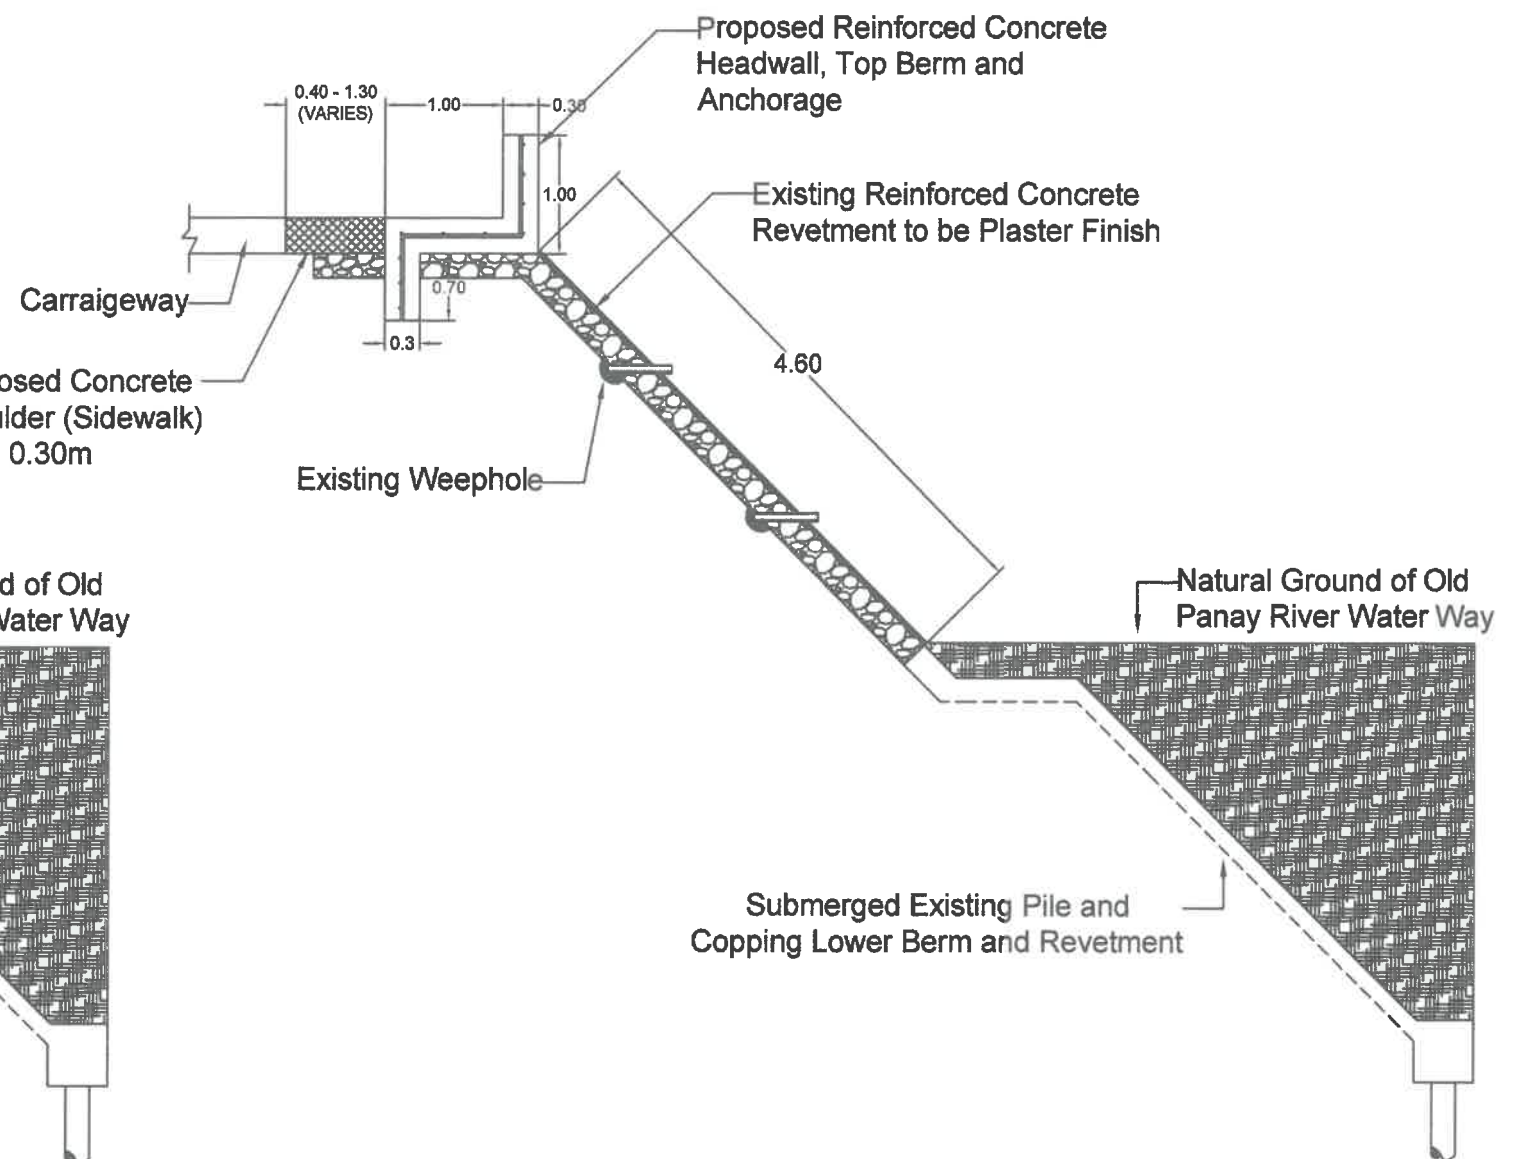 Proposed Reinforced Concrete
Headwall, Top Berm and
Anchorage
0.40 - 1.30
(VARIES)
1.00
0.30
1.00
Existing Reinforced Concrete
Revetment to be Plaster Finish
Carraigeway
0.70
0.3
4.60
Concrete
(Sidewalk)
0.30m
Existing Weephole
of Old
Water Way
Natural Ground of Old
Panay River Water Way
Submerged Existing Pile and
Copping Lower Berm and Revetment